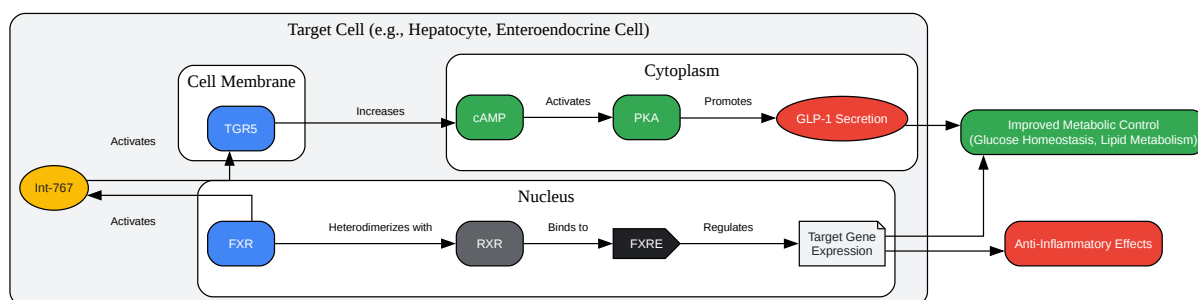 Target Cell (e.g., Hepatocyte, Enteroendocrine Cell)
Cell Membrane
Cytoplasm
TGR5
Increases
cAMP
Activates
PKA
Promotes
GLP-1 Secretion
Improved Metabolic Control
(Glucose Homeostasis, Lipid Metabolism)
Activates
Int-767
Activates
Nucleus
FXR
Heterodimerizes with
RXR
Binds to
FXRE
Regulates
Target Gene
Expression
Anti-Inflammatory Effects